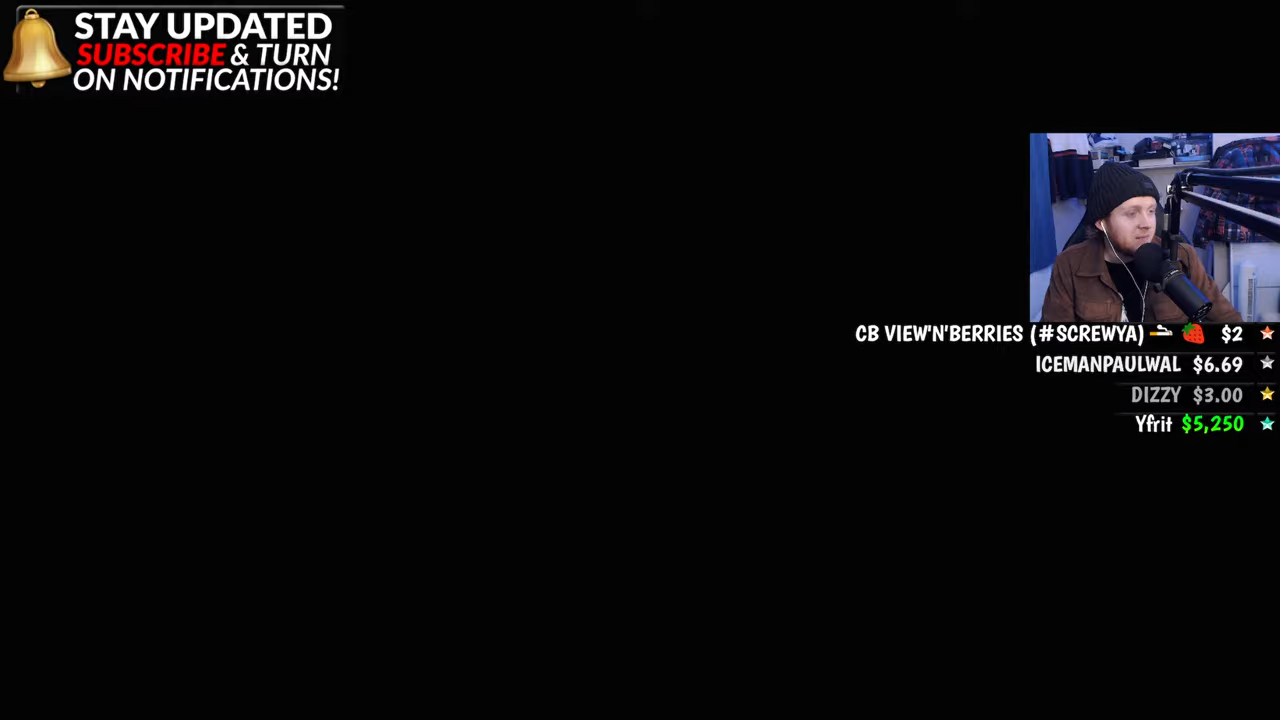 STAY UPDATED
SUBSCRIBE & TURN
ON NOTIFICATIONS!
CB VIEW'N'BERRIES (#SCREWYA) 🚬 🍓 $2
ICEMANPAULWAL $6.69
DIZZY $3.00
Yfrit $5,250